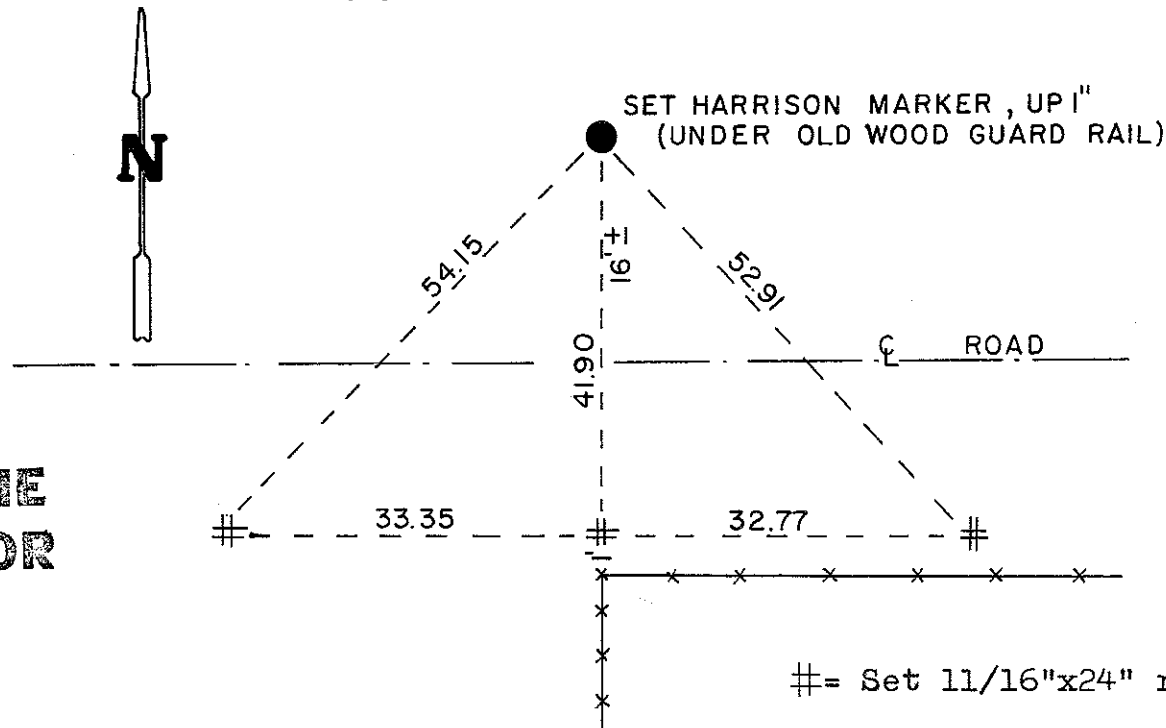 SET HARRISON MARKER, UP 1"
(UNDER OLD WOOD GUARD RAIL)
N
54.15
16'±
52.91
41.90
℄ ROAD
33.35
32.77
1'
#= Set 11/16"x24"